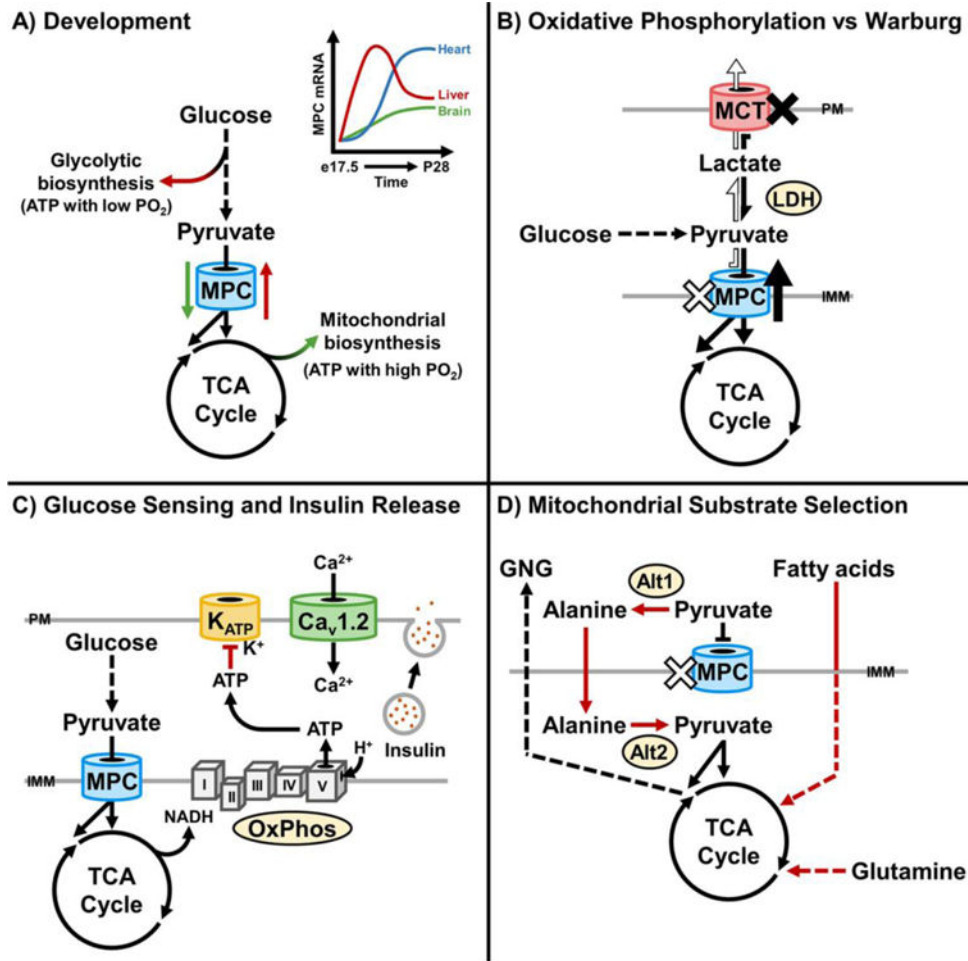 A) Development
MPC mRNA
Heart
Liver
Brain
e17.5
P28
Time
Glucose
Glycolytic
biosynthesis
(ATP with low PO₂)
Pyruvate
MPC
Mitochondrial
biosynthesis
(ATP with high PO₂)
TCA
Cycle
B) Oxidative Phosphorylation vs Warburg
MCT
PM
Lactate
LDH
Glucose
Pyruvate
MPC
IMM
TCA
Cycle
C) Glucose Sensing and Insulin Release
Ca²⁺
PM
K_ATP
Ca_v1.2
Glucose
K⁺
ATP
Ca²⁺
Pyruvate
ATP
H⁺
Insulin
IMM
MPC
I
II
III
IV
V
NADH
OxPhos
TCA
Cycle
D) Mitochondrial Substrate Selection
GNG
Alt1
Fatty acids
Alanine
Pyruvate
MPC
IMM
Alanine
Pyruvate
Alt2
TCA
Cycle
Glutamine